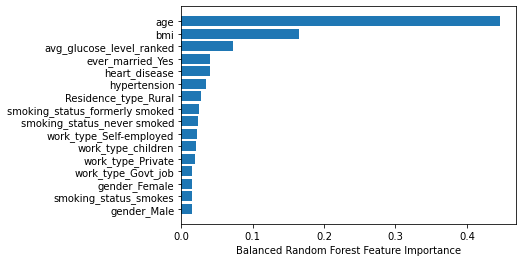 age
bmi
avg_glucose_level_ranked
ever_married_Yes
heart_disease
hypertension
Residence_type_Rural
smoking_status_formerly smoked
smoking_status_never smoked
work_type_Self-employed
work_type_children
work_type_Private
work_type_Govt_job
gender_Female
smoking_status_smokes
gender_Male
0.0 0.1 0.2 0.3 0.4
Balanced Random Forest Feature Importance